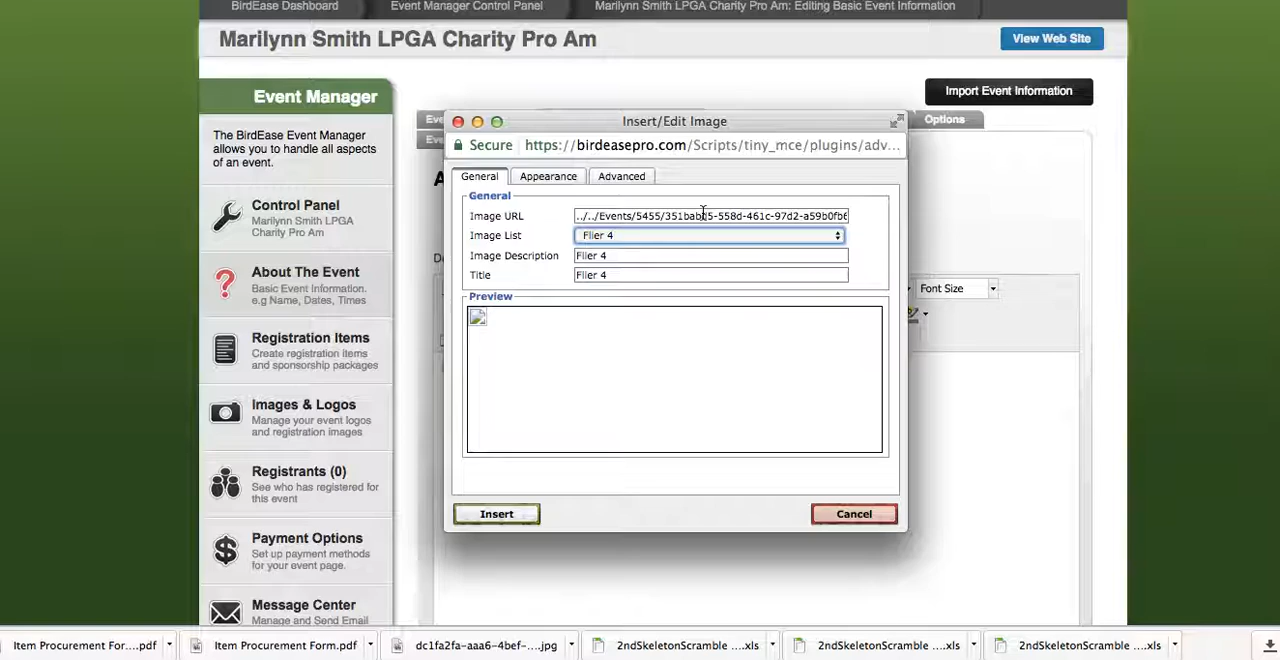 BirdEase Dashboard
Event Manager Control Panel
Marilynn Smith LPGA Charity Pro Am: Editing Basic Event Information
Marilynn Smith LPGA Charity Pro Am
View Web Site
Event Manager
The BirdEase Event Manager
allows you to handle all aspects
of an event.
Control Panel
Marilynn Smith LPGA
Charity Pro Am
About The Event
Basic Event Information.
e.g Name, Dates, Times
Registration Items
Create registration items
and sponsorship packages
Images & Logos
Manage your event logos
and registration images
Registrants (0)
See who has registered for
this event
Payment Options
Set up payment methods
for your event page.
Message Center
Manage and Send Email
Import Event Information
Options
Font Size
Insert/Edit Image
Secure https://birdeasepro.com/Scripts/tiny_mce/plugins/adv...
General
Appearance
Advanced
General
Image URL
Image List
Flier 4
Image Description
Flier 4
Title
Flier 4
Preview
Insert
Cancel
Item Procurement For....pdf
Item Procurement Form.pdf
dc1fa2fa-aaa6-4bef-....jpg
2ndSkeletonScramble ....xls
2ndSkeletonScramble ....xls
2ndSkeletonScramble ....xls